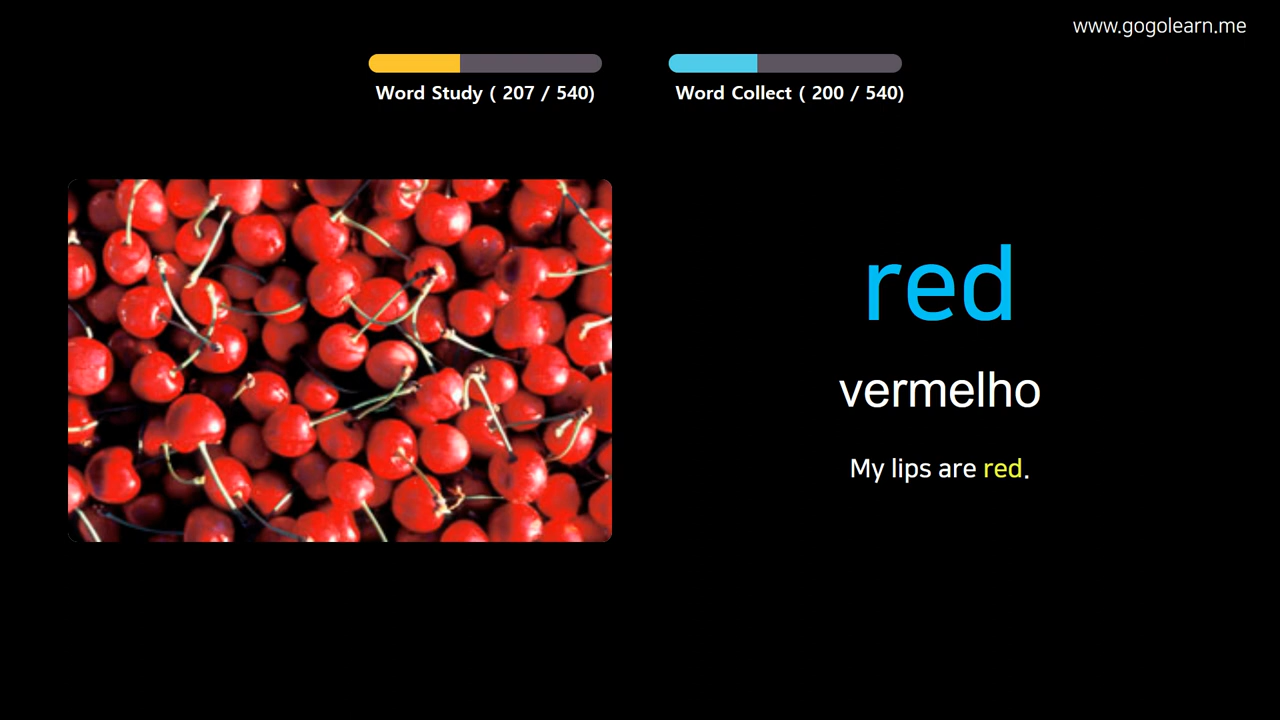 www.gogolearn.me
Word Study ( 207 / 540)
Word Collect ( 200 / 540)
red
vermelho
My lips are red.